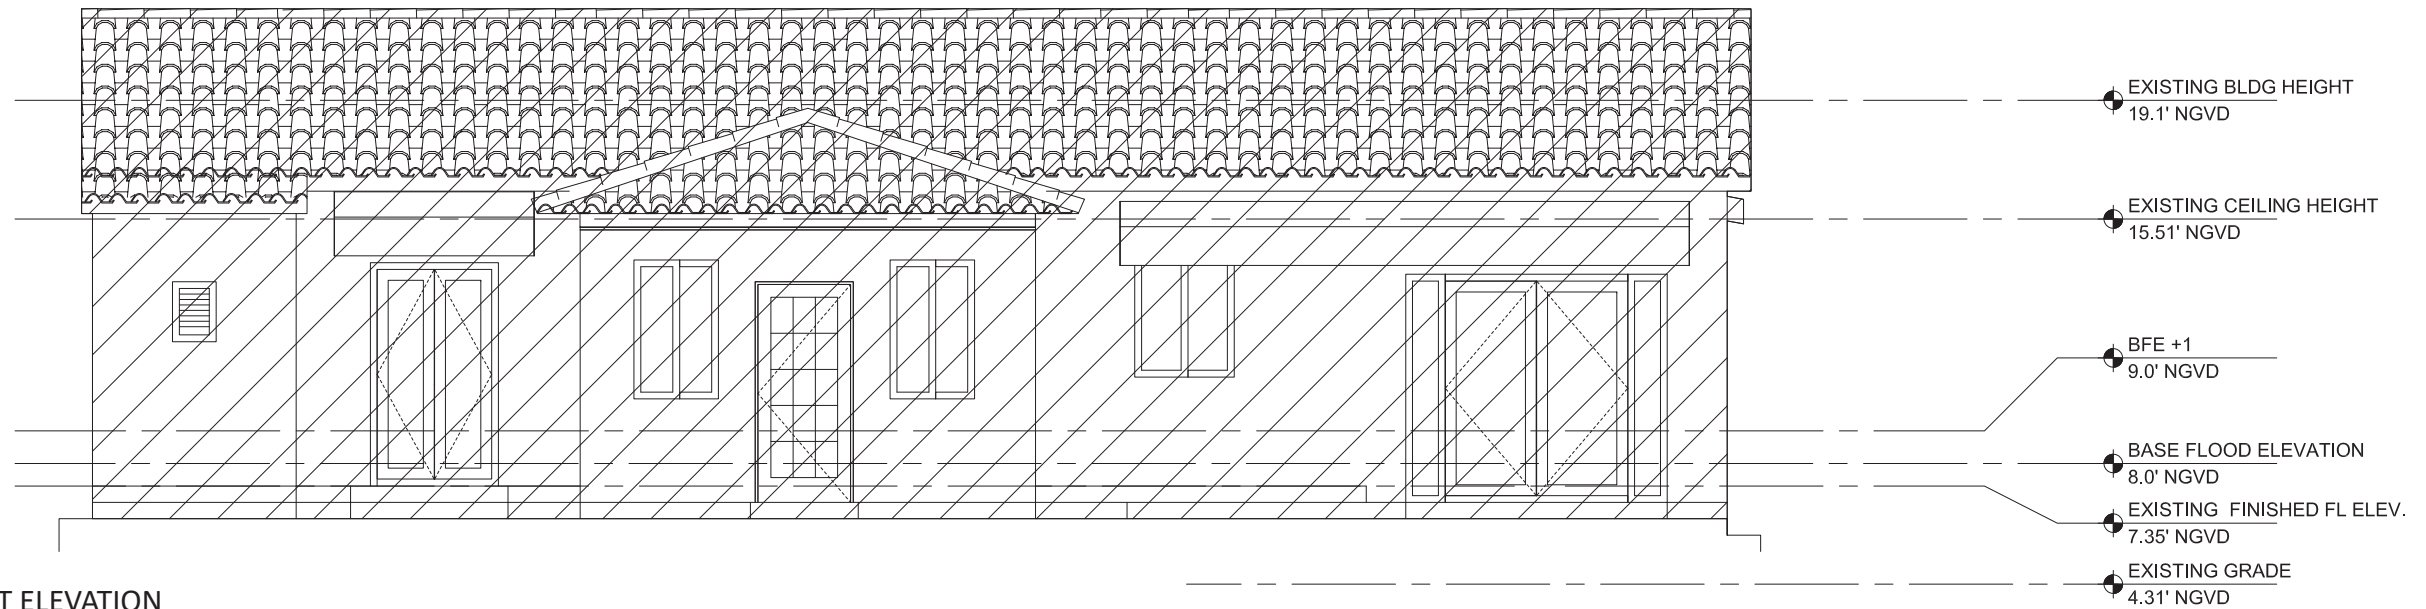 EXISTING BLDG HEIGHT
19.1' NGVD
EXISTING CEILING HEIGHT
15.51' NGVD
BFE +1
9.0' NGVD
BASE FLOOD ELEVATION
8.0' NGVD
EXISTING FINISHED FL ELEV.
7.35' NGVD
EXISTING GRADE
4.31' NGVD
T ELEVATION